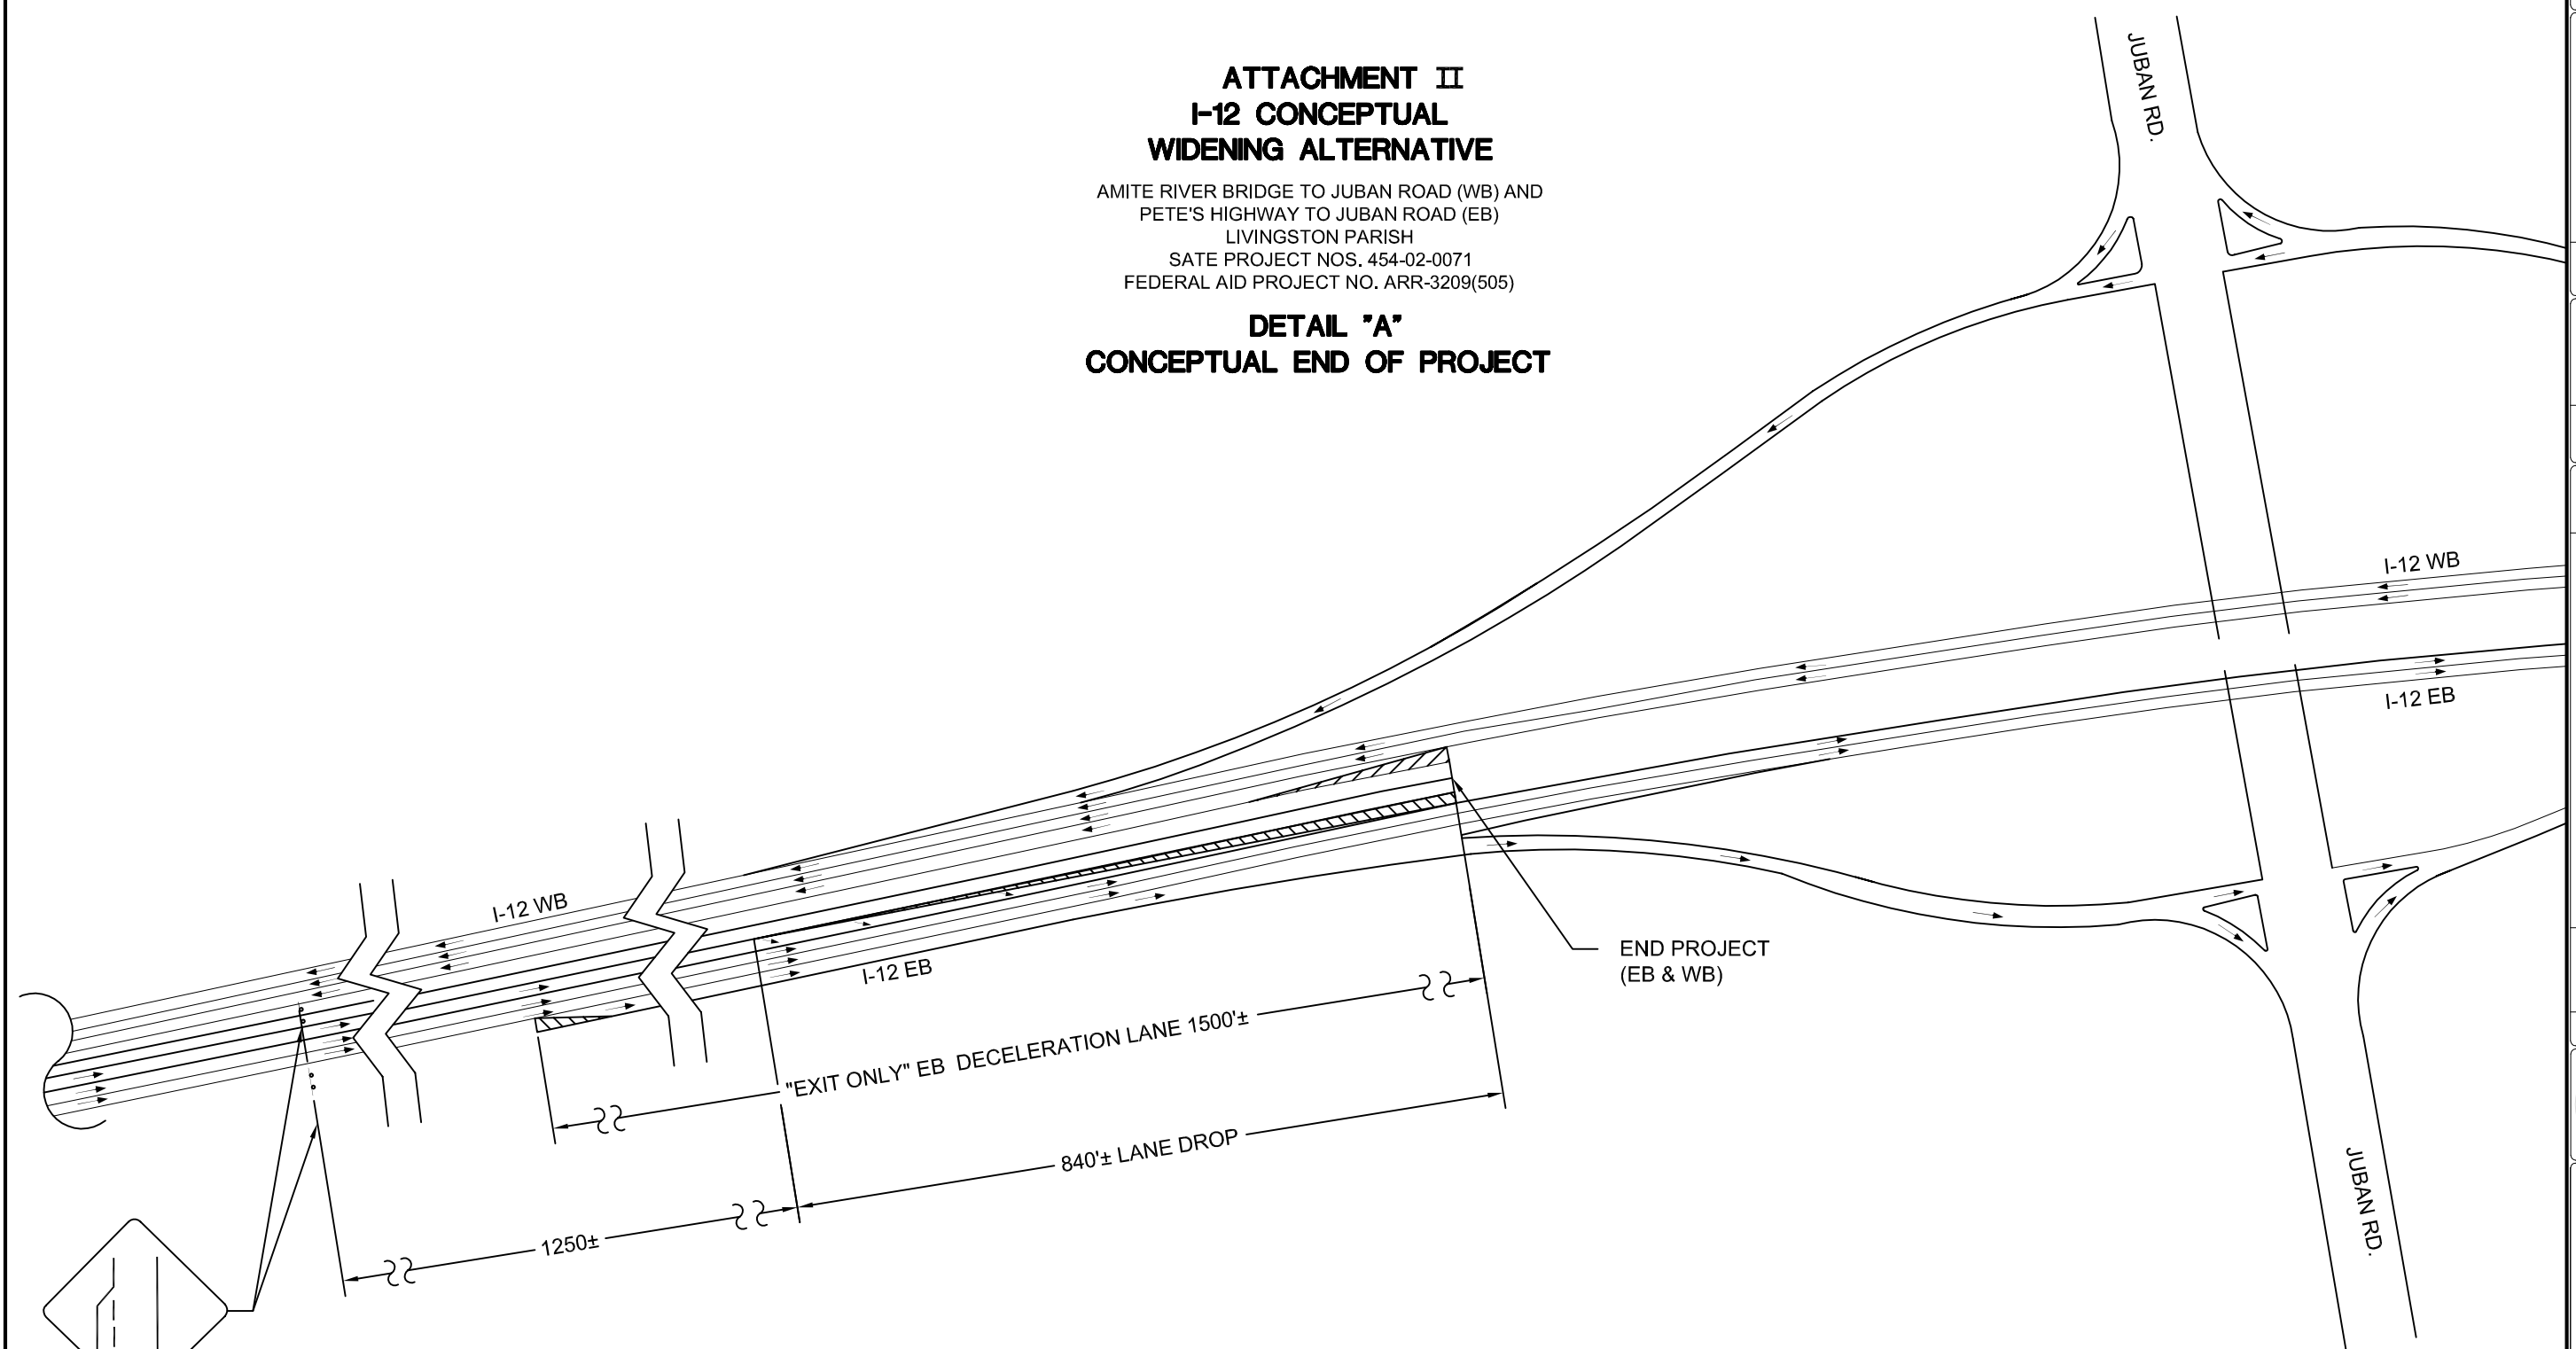 ATTACHMENT II
I-12 CONCEPTUAL
WIDENING ALTERNATIVE
AMITE RIVER BRIDGE TO JUBAN ROAD (WB) AND
PETE'S HIGHWAY TO JUBAN ROAD (EB)
LIVINGSTON PARISH
SATE PROJECT NOS. 454-02-0071
FEDERAL AID PROJECT NO. ARR-3209(505)
DETAIL "A"
CONCEPTUAL END OF PROJECT
JUBAN RD.
I-12 WB
I-12 EB
I-12 WB
I-12 EB
END PROJECT
(EB & WB)
"EXIT ONLY" EB DECELERATION LANE 1500'±
840'± LANE DROP
1250±
JUBAN RD.